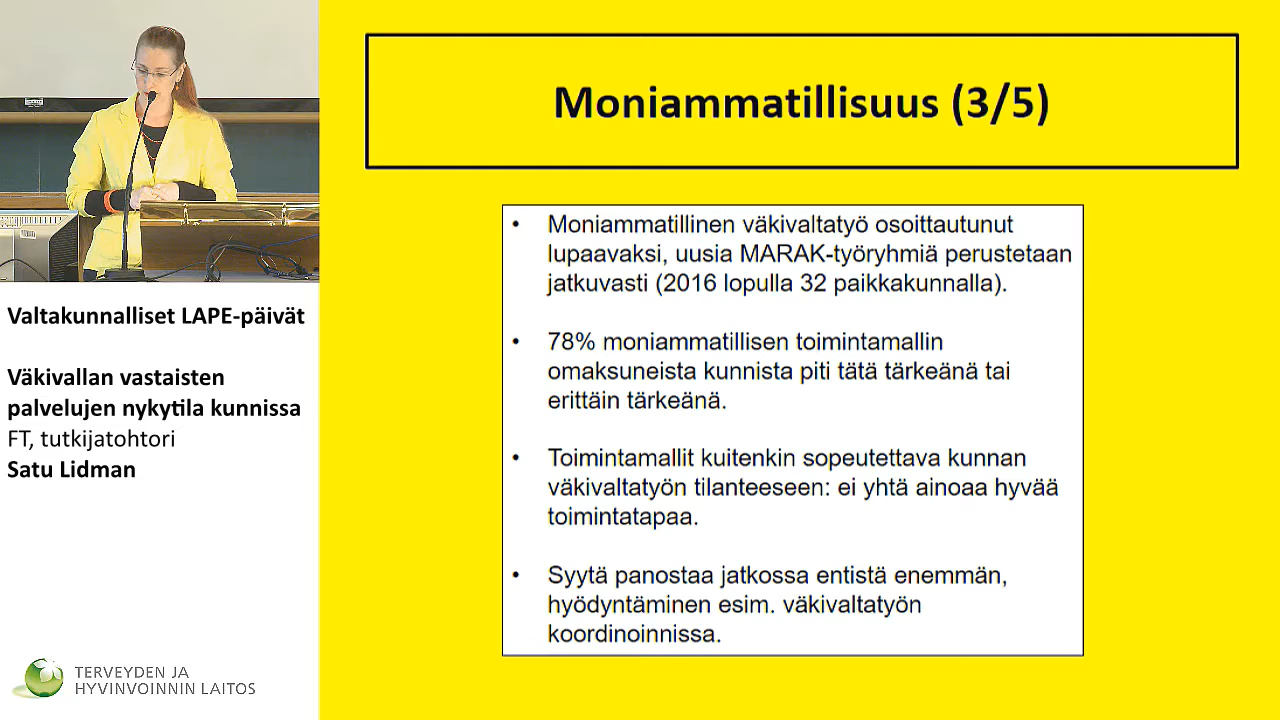 Moniammatillisuus (3/5)
• Moniammatillinen väkivaltatyö osoittautunut
lupaavaksi, uusia MARAK-työryhmiä perustetaan
jatkuvasti (2016 lopulla 32 paikkakunnalla).
• 78% moniammatillisen toimintamallin
omaksuneista kunnista piti tätä tärkeänä tai
erittäin tärkeänä.
• Toimintamallit kuitenkin sopeutettava kunnan
väkivaltatyön tilanteeseen: ei yhtä ainoaa hyvää
toimintatapaa.
• Syytä panostaa jatkossa entistä enemmän,
hyödyntäminen esim. väkivaltatyön
koordinoinnissa.
Valtakunnalliset LAPE-päivät
Väkivallan vastaisten
palvelujen nykytila kunnissa
FT, tutkijatohtori
Satu Lidman
TERVEYDEN JA
HYVINVOINNIN LAITOS